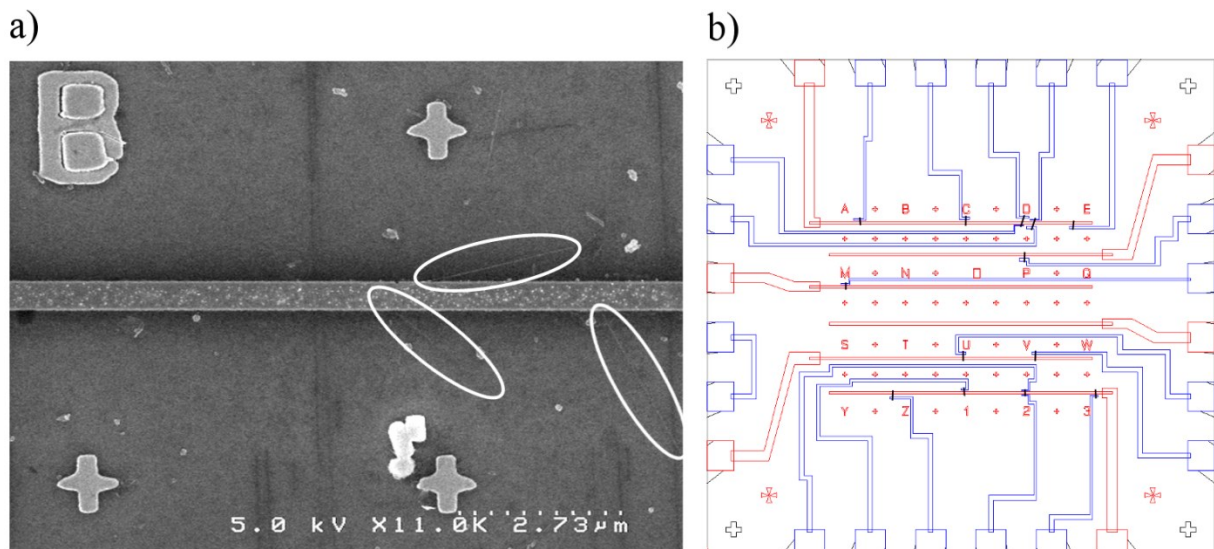 a)
b)
B
5.0 kV X11.0K 2.73μm
A B C D E
M N O P Q
S T U V W
Y Z 1 2 3